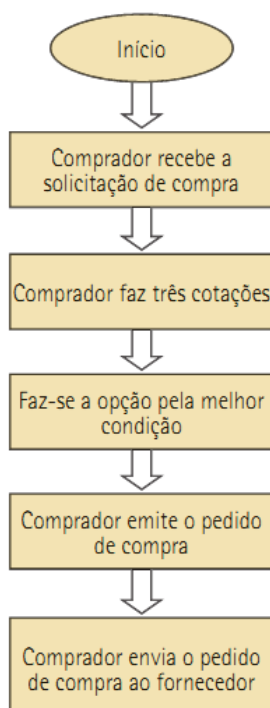 Início
Comprador recebe a
solicitação de compra
Comprador faz três cotações
Faz-se a opção pela melhor
condição
Comprador emite o pedido
de compra
Comprador envia o pedido
de compra ao fornecedor